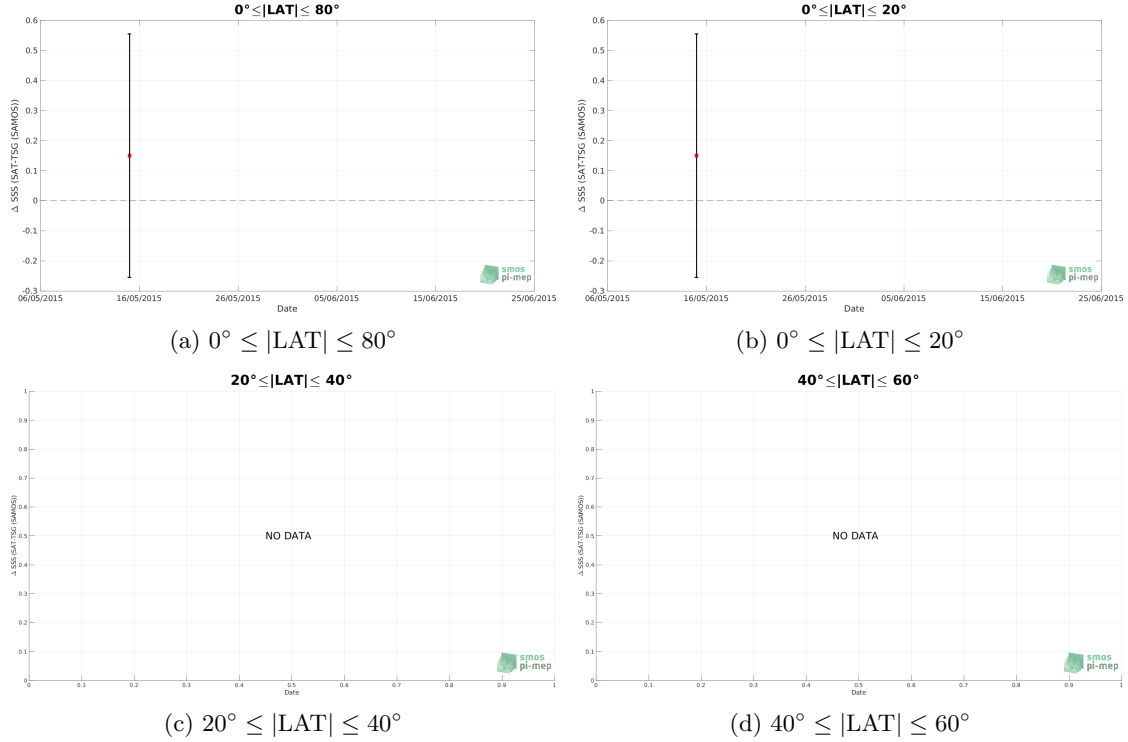 0°≤|LAT|≤ 80°
0.6
0.5
0.4
0.3
0.2
0.1
0
-0.1
-0.2
-0.3
Δ SSS (SAT-TSG (SAMOS))
06/05/2015 16/05/2015 26/05/2015 05/06/2015 15/06/2015 25/06/2015
Date
smos
pi-mep
(a) 0° ≤ |LAT| ≤ 80°
0°≤|LAT|≤ 20°
0.6
0.5
0.4
0.3
0.2
0.1
0
-0.1
-0.2
-0.3
Δ SSS (SAT-TSG (SAMOS))
06/05/2015 16/05/2015 26/05/2015 05/06/2015 15/06/2015 25/06/2015
Date
smos
pi-mep
(b) 0° ≤ |LAT| ≤ 20°
20°≤|LAT|≤ 40°
1
0.9
0.8
0.7
0.6
0.5
0.4
0.3
0.2
0.1
0
Δ SSS (SAT-TSG (SAMOS))
NO DATA
0 0.1 0.2 0.3 0.4 0.5 0.6 0.7 0.8 0.9 1
Date
smos
pi-mep
(c) 20° ≤ |LAT| ≤ 40°
40°≤|LAT|≤ 60°
1
0.9
0.8
0.7
0.6
0.5
0.4
0.3
0.2
0.1
0
Δ SSS (SAT-TSG (SAMOS))
NO DATA
0 0.1 0.2 0.3 0.4 0.5 0.6 0.7 0.8 0.9 1
Date
smos
pi-mep
(d) 40° ≤ |LAT| ≤ 60°